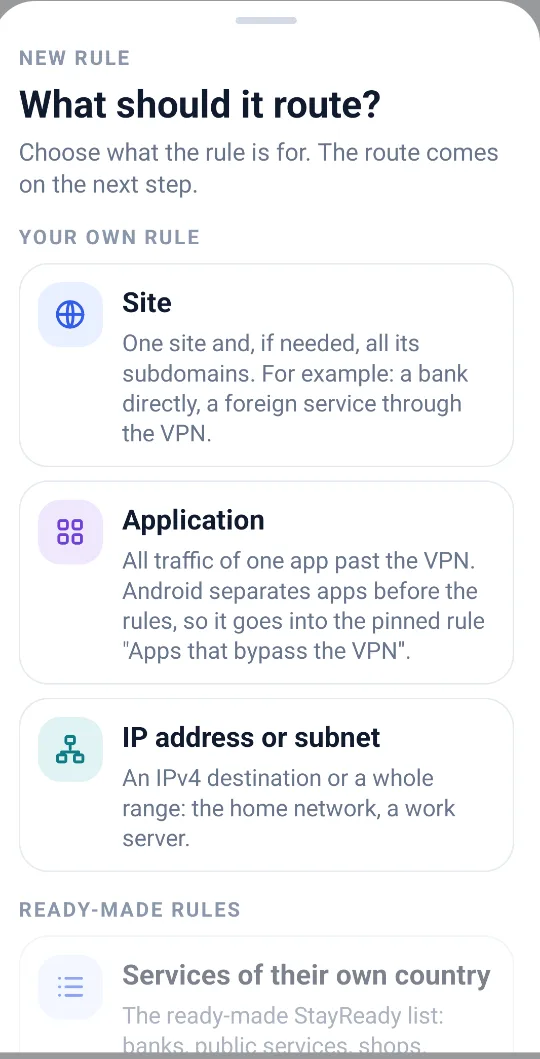 NEW RULE
What should it route?
Choose what the rule is for. The route comes
on the next step.
YOUR OWN RULE
Site
One site and, if needed, all its
subdomains. For example: a bank
directly, a foreign service through
the VPN.
Application
All traffic of one app past the VPN.
Android separates apps before the
rules, so it goes into the pinned rule
"Apps that bypass the VPN".
IP address or subnet
An IPv4 destination or a whole
range: the home network, a work
server.
READY-MADE RULES
Services of their own country
The ready-made StayReady list:
banks, public services, shops,